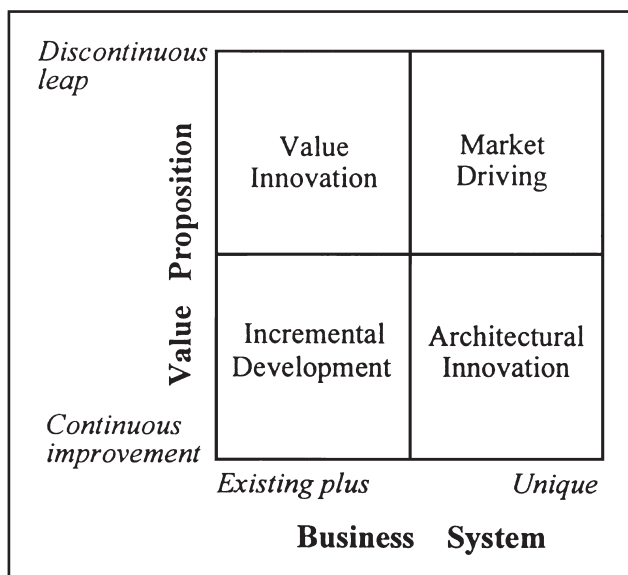 Discontinuous
leap
Value Proposition
Value
Innovation
Market
Driving
Incremental
Development
Architectural
Innovation
Continuous
improvement
Existing plus
Unique
Business System